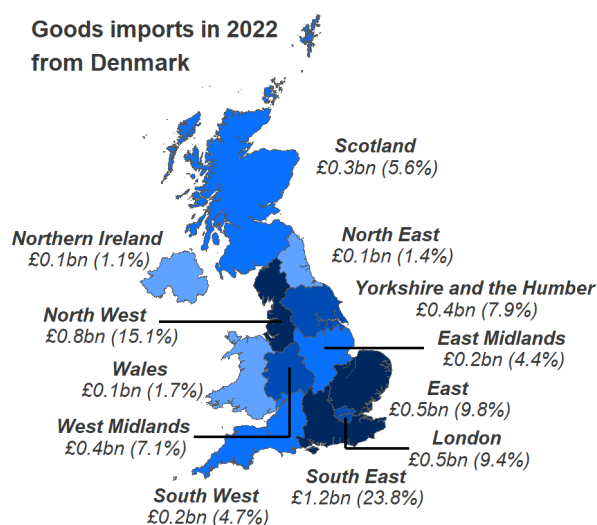 Goods imports in 2022
from Denmark
Scotland
£0.3bn (5.6%)
Northern Ireland
£0.1bn (1.1%)
North East
£0.1bn (1.4%)
Yorkshire and the Humber
£0.4bn (7.9%)
North West
£0.8bn (15.1%)
East Midlands
£0.2bn (4.4%)
Wales
£0.1bn (1.7%)
East
£0.5bn (9.8%)
West Midlands
£0.4bn (7.1%)
London
£0.5bn (9.4%)
South East
£1.2bn (23.8%)
South West
£0.2bn (4.7%)